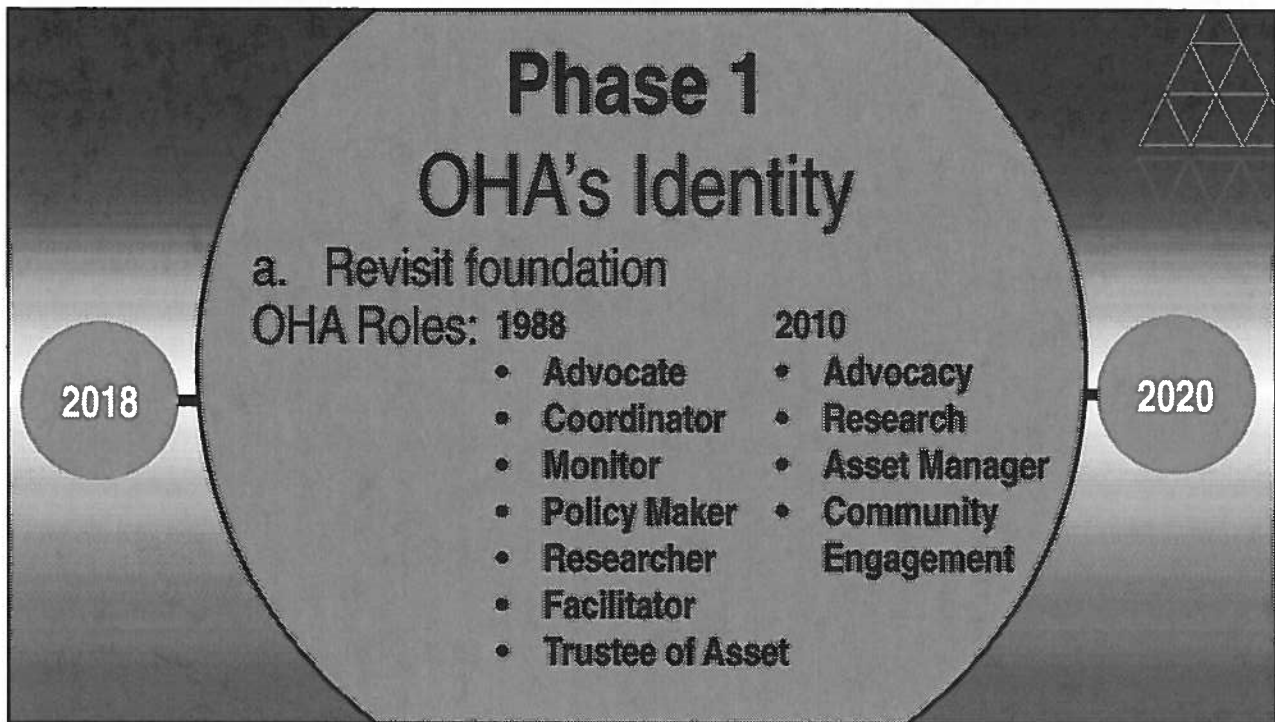 Phase 1
OHA's Identity
a. Revisit foundation
OHA Roles: 1988 2010
• Advocate • Advocacy
• Coordinator • Research
• Monitor • Asset Manager
• Policy Maker • Community
• Researcher Engagement
• Facilitator
• Trustee of Asset
2018
2020